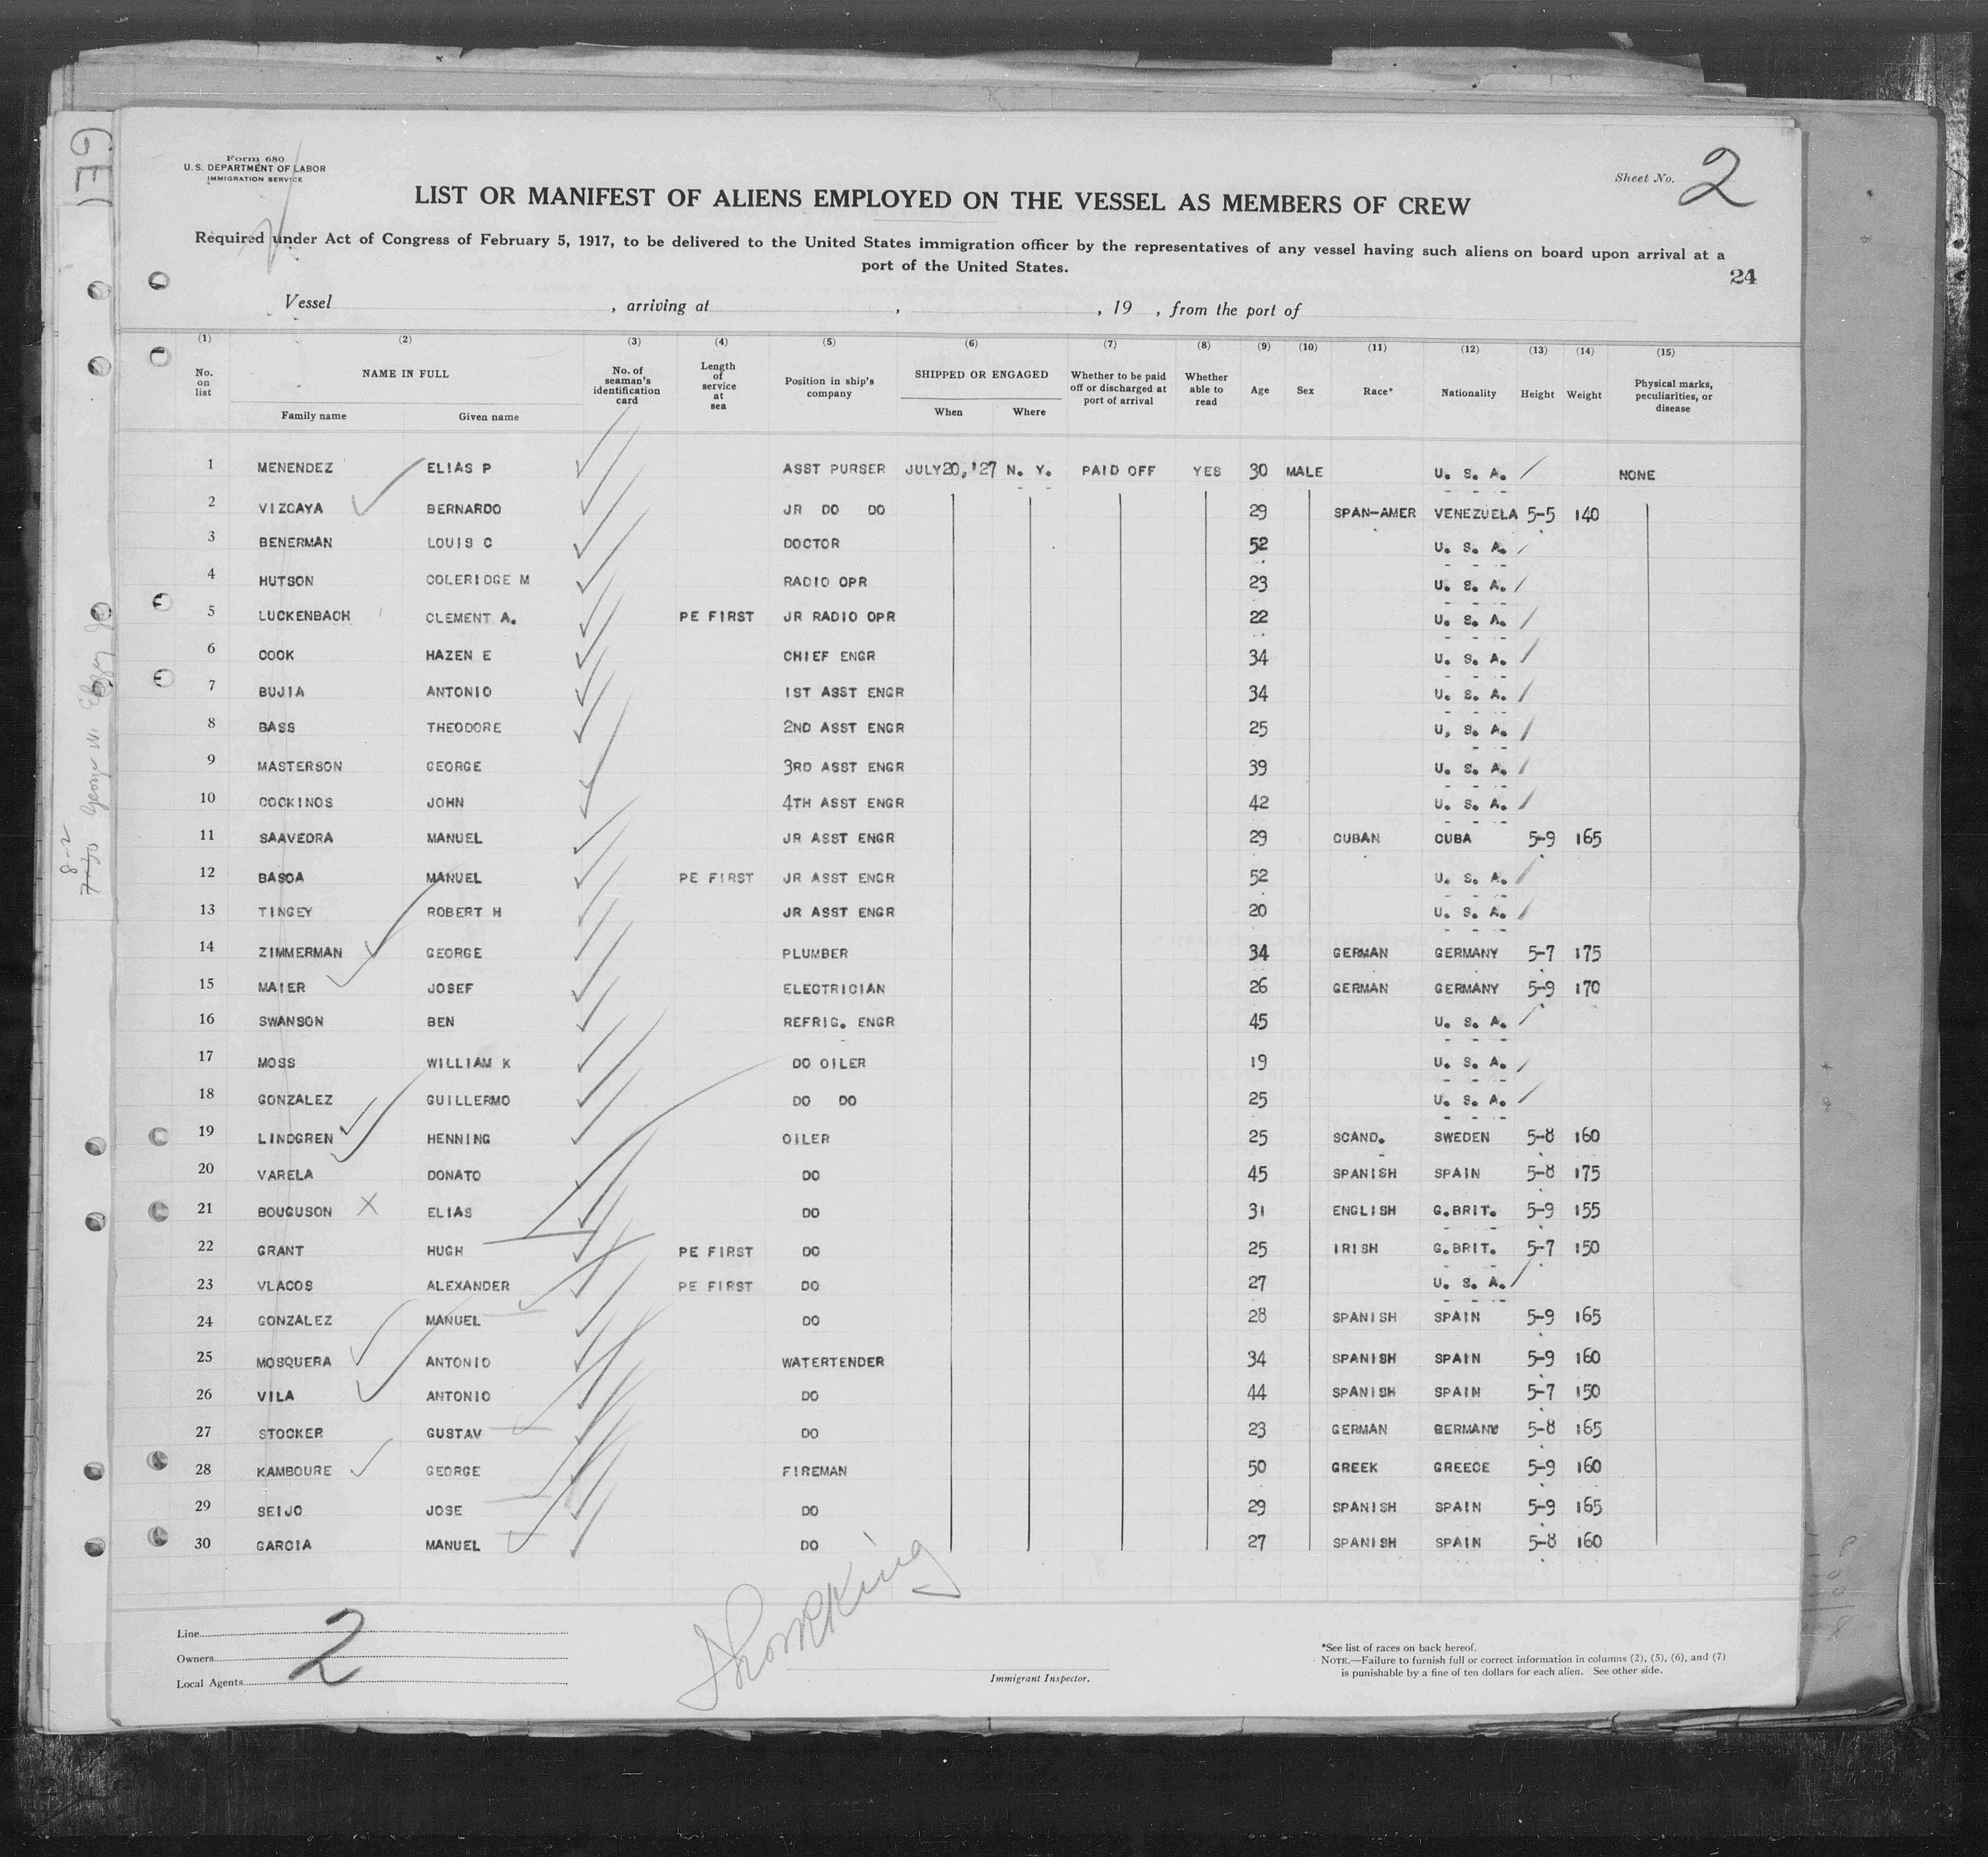 Form 680
U.S. DEPARTMENT OF LABOR
IMMIGRATION SERVICE
Sheet No. 2
LIST OR MANIFEST OF ALIENS EMPLOYED ON THE VESSEL AS MEMBERS OF CREW
Required under Act of Congress of February 5, 1917, to be delivered to the United States immigration officer by the representatives of any vessel having such aliens on board upon arrival at a
port of the United States.
24
Vessel , arriving at , , 19 , from the port of
(1) (2) (3) (4) (5) (6) (7) (8) (9) (10) (11) (12) (13) (14) (15)
No. on list NAME IN FULL Family name Given name No. of seaman's identification card Length of service at sea Position in ship's company SHIPPED OR ENGAGED When Where Whether to be paid off or discharged at port of arrival Whether able to read Age Sex Race* Nationality Height Weight Physical marks, peculiarities, or disease
1 MENENDEZ ELIAS P ASST PURSER JULY 20, '27 N. Y. PAID OFF YES 30 MALE U. S. A. NONE
2 VIZCAYA BERNARDO JR DO DO 29 SPAN-AMER VENEZUELA 5-5 140
3 BENERMAN LOUIS C DOCTOR 52 U. S. A.
4 HUTSON COLERIDGE M RADIO OPR 23 U. S. A.
5 LUCKENBACH CLEMENT A. PE FIRST JR RADIO OPR 22 U. S. A.
6 COOK HAZEN E CHIEF ENGR 34 U. S. A.
7 BUJIA ANTONIO 1ST ASST ENGR 34 U. S. A.
8 BASS THEODORE 2ND ASST ENGR 25 U. S. A.
9 MASTERSON GEORGE 3RD ASST ENGR 39 U. S. A.
10 COCKINOS JOHN 4TH ASST ENGR 42 U. S. A.
11 SAAVEDRA MANUEL JR ASST ENGR 29 CUBAN CUBA 5-9 165
12 BASOA MANUEL PE FIRST JR ASST ENGR 52 U. S. A.
13 TINGEY ROBERT H JR ASST ENGR 20 U. S. A.
14 ZIMMERMAN GEORGE PLUMBER 34 GERMAN GERMANY 5-7 175
15 MAIER JOSEF ELECTRICIAN 26 GERMAN GERMANY 5-9 170
16 SWANSON BEN REFRIG. ENGR 45 U. S. A.
17 MOSS WILLIAM K DO OILER 19 U. S. A.
18 GONZALEZ GUILLERMO DO DO 25 U. S. A.
19 LINDGREN HENNING OILER 25 SCAND. SWEDEN 5-8 160
20 VARELA DONATO DO 45 SPANISH SPAIN 5-8 175
21 BOUGUSON X ELIAS DO 31 ENGLISH G.BRIT. 5-9 155
22 GRANT HUGH PE FIRST DO 25 IRISH G.BRIT. 5-7 150
23 VLACOS ALEXANDER PE FIRST DO 27 U. S. A.
24 GONZALEZ MANUEL DO 28 SPANISH SPAIN 5-9 165
25 MOSQUERA ANTONIO WATERTENDER 34 SPANISH SPAIN 5-9 160
26 VILA ANTONIO DO 44 SPANISH SPAIN 5-7 150
27 STOCKER GUSTAV DO 23 GERMAN GERMANY 5-8 165
28 KAMBOURE GEORGE FIREMAN 50 GREEK GREECE 5-9 160
29 SEIJO JOSE DO 29 SPANISH SPAIN 5-9 165
30 GARCIA MANUEL DO 27 SPANISH SPAIN 5-8 160
Line
Owners
Local Agents
2
Immigrant Inspector.
*See list of races on back hereof.
NOTE.—Failure to furnish full or correct information in columns (2), (5), (6), and (7)
is punishable by a fine of ten dollars for each alien. See other side.